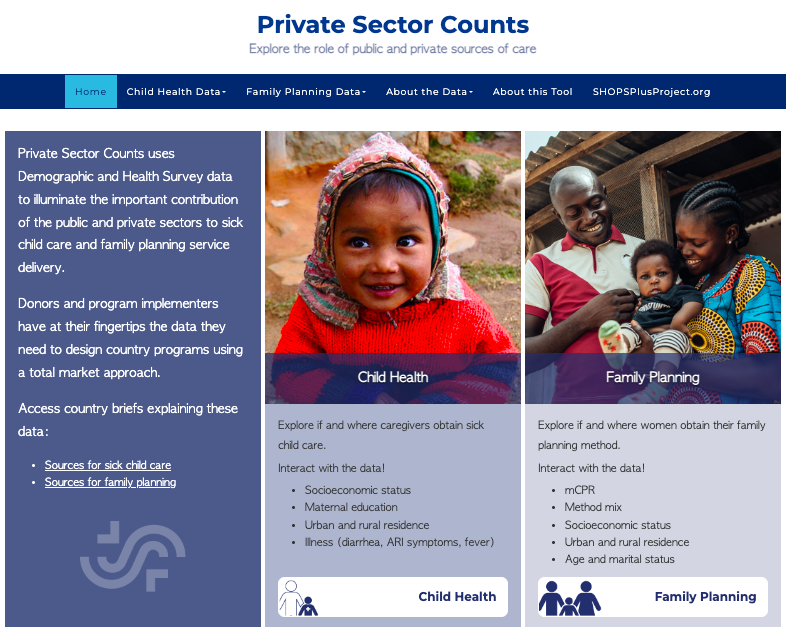 Private Sector Counts
Explore the role of public and private sources of care
Home
Child Health Data
Family Planning Data
About the Data
About this Tool
SHOPSPlusProject.org
Private Sector Counts uses
Demographic and Health Survey data
to illuminate the important contribution
of the public and private sectors to sick
child care and family planning service
delivery.
Donors and program implementers
have at their fingertips the data they
need to design country programs using
a total market approach.
Access country briefs explaining these
data:
• Sources for sick child care
• Sources for family planning
Child Health
Explore if and where caregivers obtain sick
child care.
Interact with the data!
• Socioeconomic status
• Maternal education
• Urban and rural residence
• Illness (diarrhea, ARI symptoms, fever)
Child Health
Family Planning
Explore if and where women obtain their family
planning method.
Interact with the data!
• mCPR
• Method mix
• Socioeconomic status
• Urban and rural residence
• Age and marital status
Family Planning